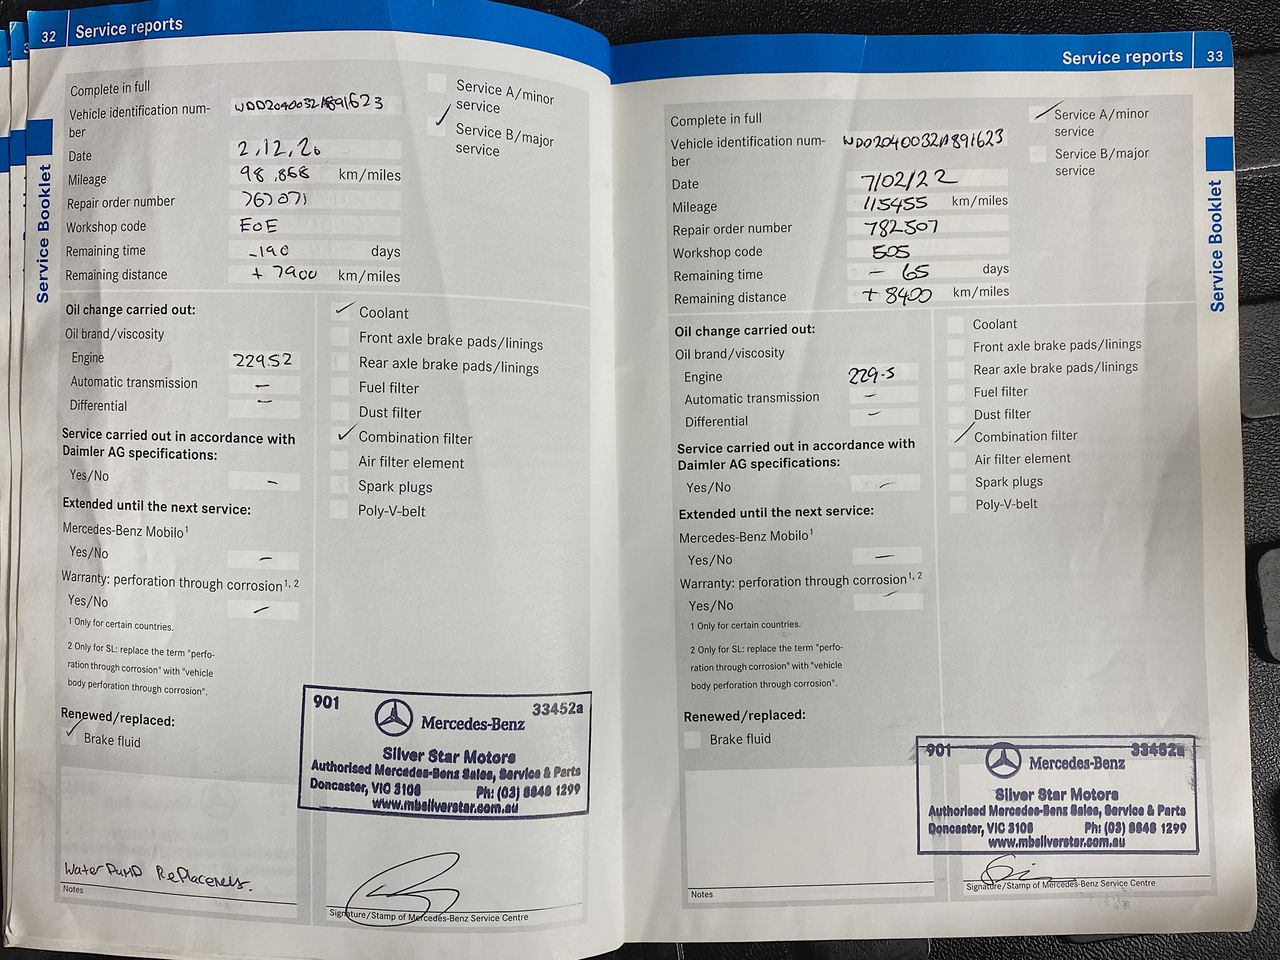 32 Service reports
Complete in full
Vehicle identification num-
ber WDD2040032A891623
Date 2,12,20
Mileage 98,868 km/miles
Repair order number 767071
Workshop code EOE
Remaining time -190 days
Remaining distance + 7900 km/miles
Service A/minor
service
✓ Service B/major
service
Oil change carried out:
Oil brand/viscosity
Engine 229.52
Automatic transmission —
Differential —
Service carried out in accordance with
Daimler AG specifications:
Yes/No —
Extended until the next service:
Mercedes-Benz Mobilo1
Yes/No —
Warranty: perforation through corrosion1, 2
Yes/No —
1 Only for certain countries.
2 Only for SL: replace the term "perfo-
ration through corrosion" with "vehicle
body perforation through corrosion".
Renewed/replaced:
✓ Brake fluid
✓ Coolant
Front axle brake pads/linings
Rear axle brake pads/linings
Fuel filter
Dust filter
✓ Combination filter
Air filter element
Spark plugs
Poly-V-belt
901 Mercedes-Benz 33452a
Silver Star Motors
Authorised Mercedes-Benz Sales, Service & Parts
Doncaster, VIC 3108 Ph: (03) 8848 1299
www.mbsilverstar.com.au
Water Pump
Notes
Signature/Stamp of Mercedes-Benz Service Centre
Service Booklet
Service reports 33
Complete in full
Vehicle identification num-
ber WDD2040032A891623
Date 7/02/22
Mileage 115455 km/miles
Repair order number 782507
Workshop code 505
Remaining time - 65 days
Remaining distance + 8400 km/miles
✓ Service A/minor
service
Service B/major
service
Oil change carried out:
Oil brand/viscosity
Engine 229-5
Automatic transmission —
Differential —
Service carried out in accordance with
Daimler AG specifications:
Yes/No —
Extended until the next service:
Mercedes-Benz Mobilo1
Yes/No —
Warranty: perforation through corrosion1, 2
Yes/No —
1 Only for certain countries.
2 Only for SL: replace the term "perfo-
ration through corrosion" with "vehicle
body perforation through corrosion".
Renewed/replaced:
Brake fluid
Coolant
Front axle brake pads/linings
Rear axle brake pads/linings
Fuel filter
Dust filter
✓ Combination filter
Air filter element
Spark plugs
Poly-V-belt
901 Mercedes-Benz 33452a
Silver Star Motors
Authorised Mercedes-Benz Sales, Service & Parts
Doncaster, VIC 3108 Ph: (03) 8848 1299
www.mbsilverstar.com.au
Notes
Signature/Stamp of Mercedes-Benz Service Centre
Service Booklet